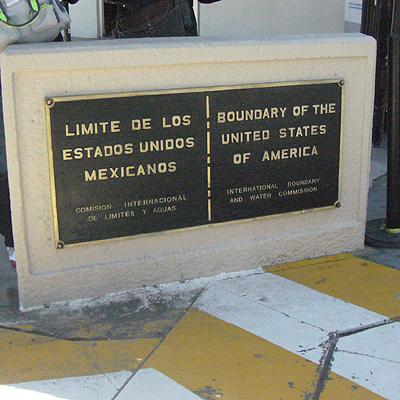 LIMITE DE LOS
ESTADOS UNIDOS
MEXICANOS
COMISION INTERNACIONAL
DE LIMITES Y AGUAS
BOUNDARY OF THE
UNITED STATES
OF AMERICA
INTERNATIONAL BOUNDARY
AND WATER COMMISSION